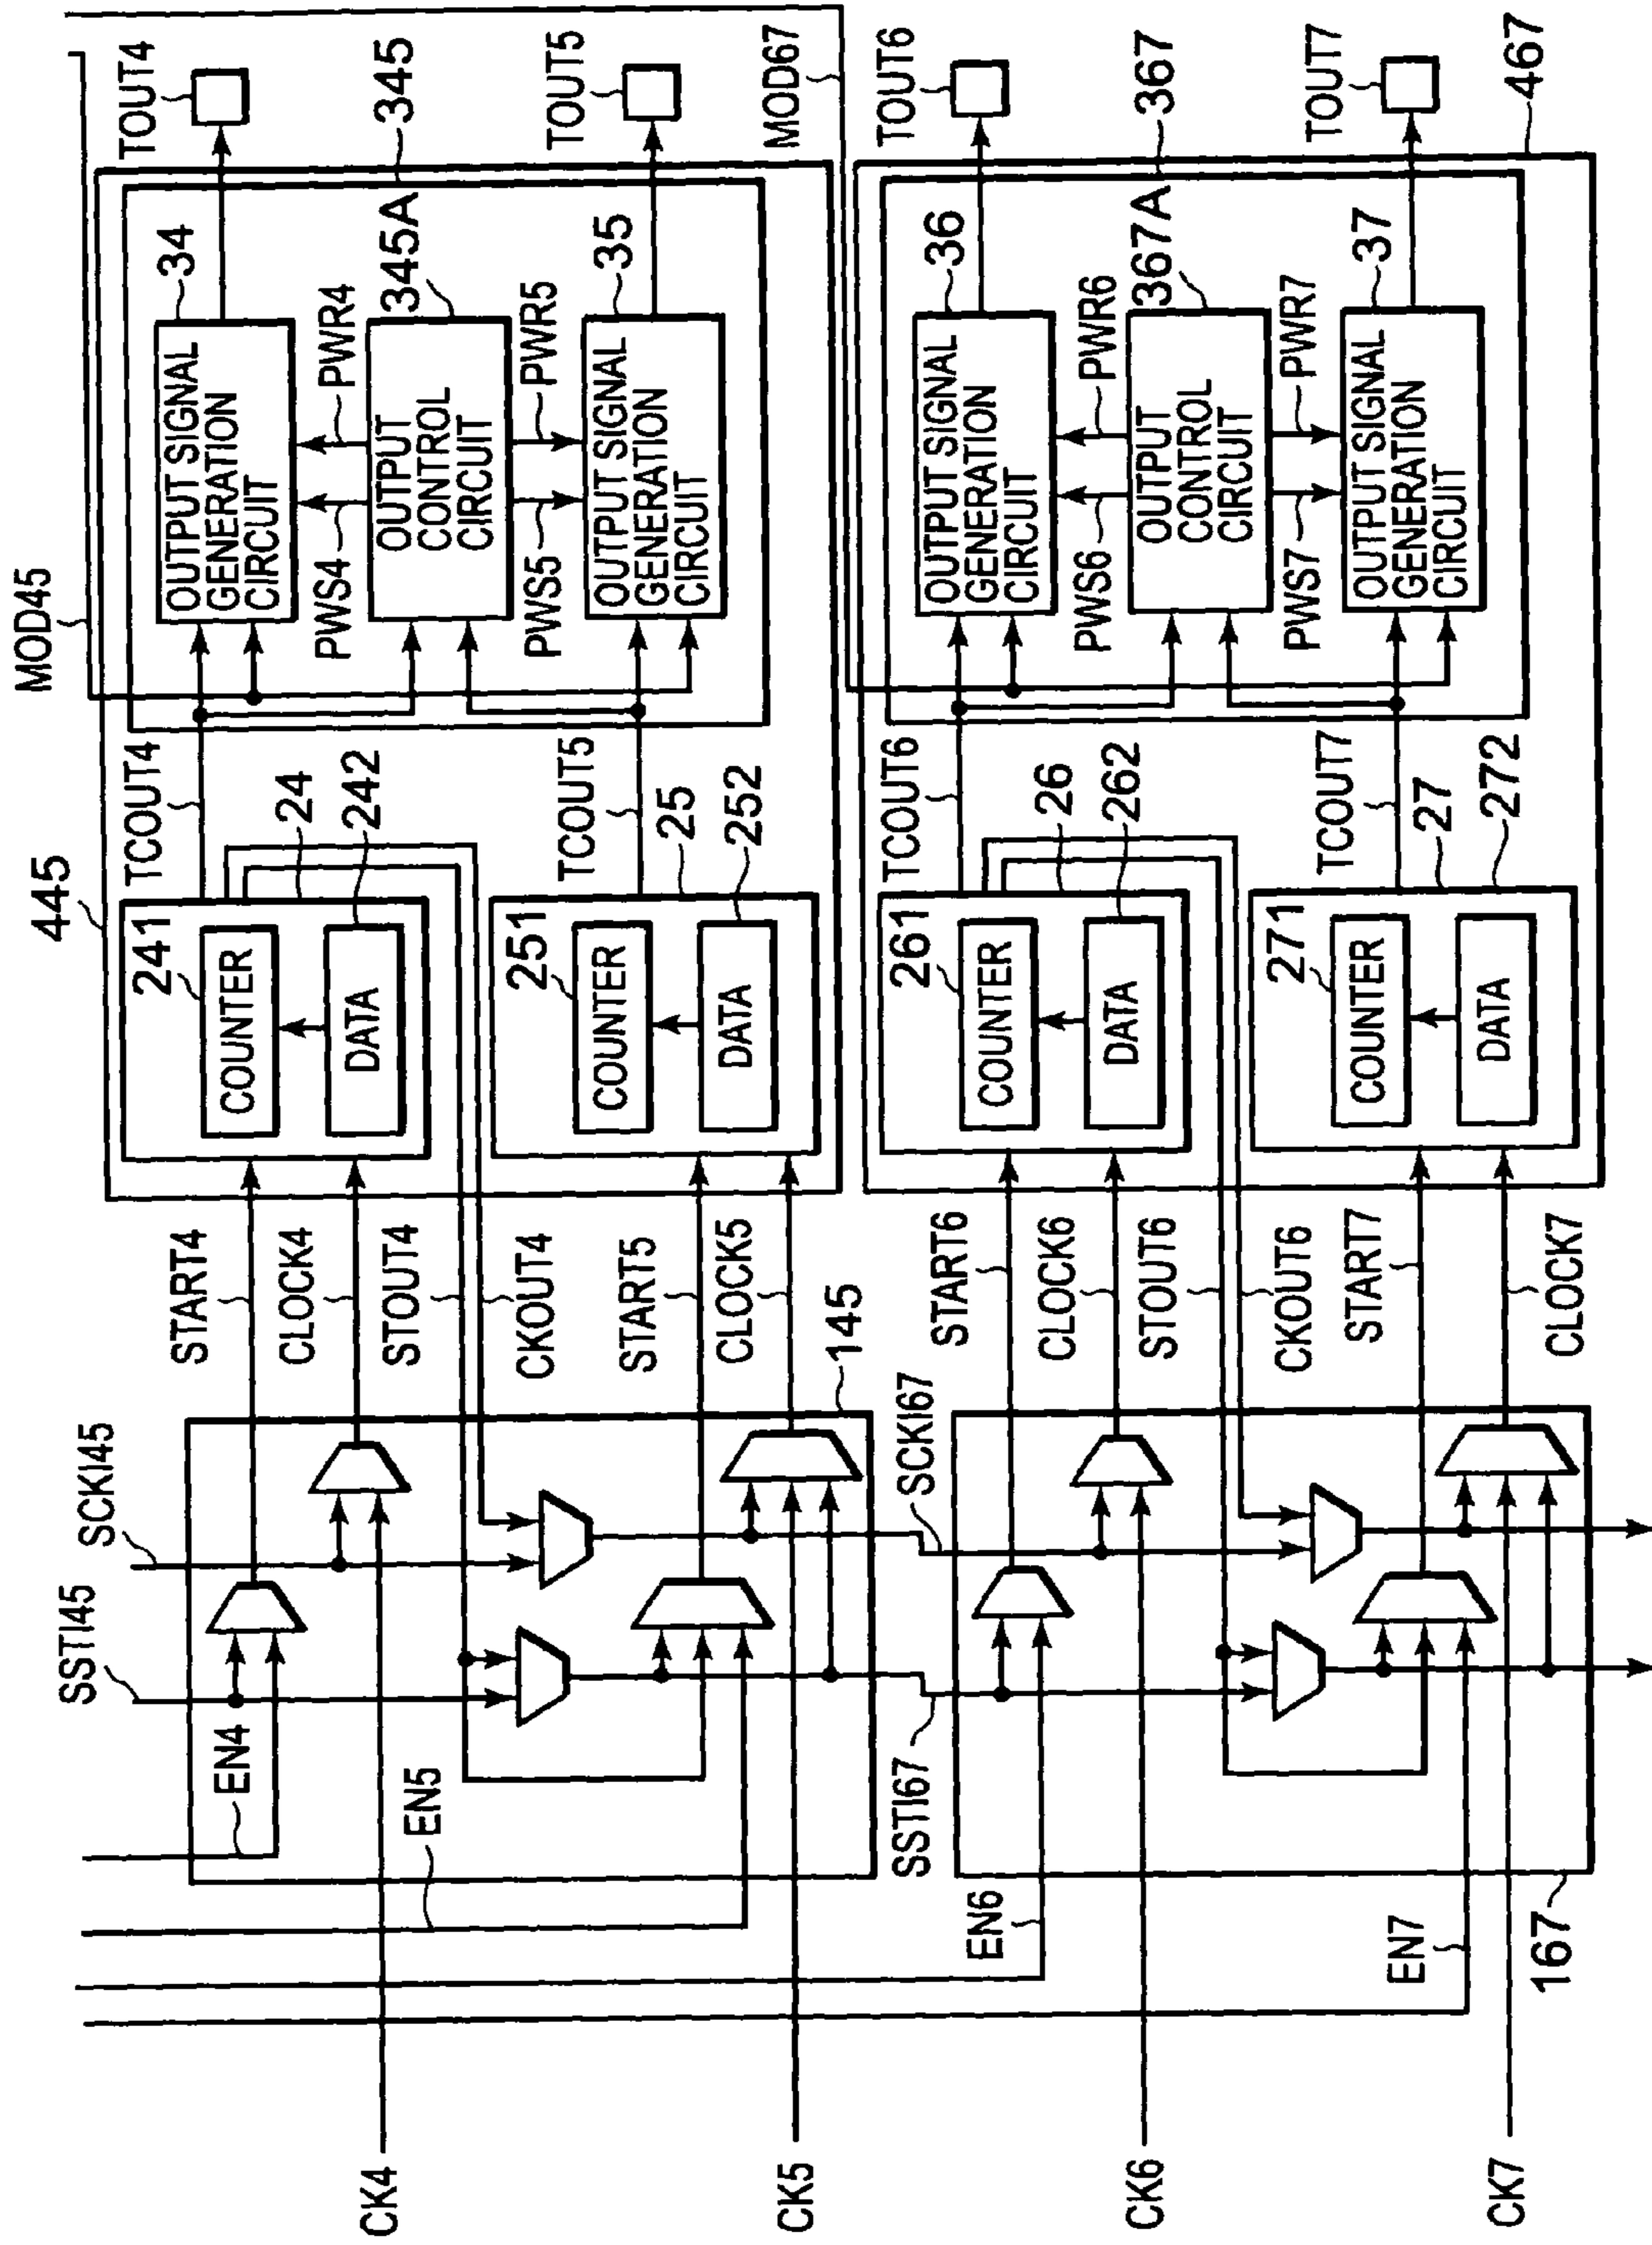 MOD45
TOUT4
445
TCOUT4
34
OUTPUT SIGNAL
GENERATION
CIRCUIT
PWS4
PWR4
345A
345
OUTPUT
CONTROL
CIRCUIT
PWS5
PWR5
35
TOUT5
OUTPUT SIGNAL
GENERATION
CIRCUIT
MOD67
SCKI45
SSTI45
START4
CLOCK4
STOUT4
CKOUT4
START5
CLOCK5
145
241
COUNTER
24
242
DATA
TCOUT5
251
COUNTER
25
252
DATA
EN4
EN5
CK4
CK5
TOUT6
TCOUT6
36
OUTPUT SIGNAL
GENERATION
CIRCUIT
PWS6
PWR6
367A
367
OUTPUT
CONTROL
CIRCUIT
PWS7
PWR7
37
TOUT7
467
OUTPUT SIGNAL
GENERATION
CIRCUIT
SCKI67
SSTI67
START6
CLOCK6
STOUT6
CKOUT6
START7
CLOCK7
261
COUNTER
26
262
DATA
TCOUT7
271
COUNTER
27
272
DATA
EN6
EN7
167
CK6
CK7